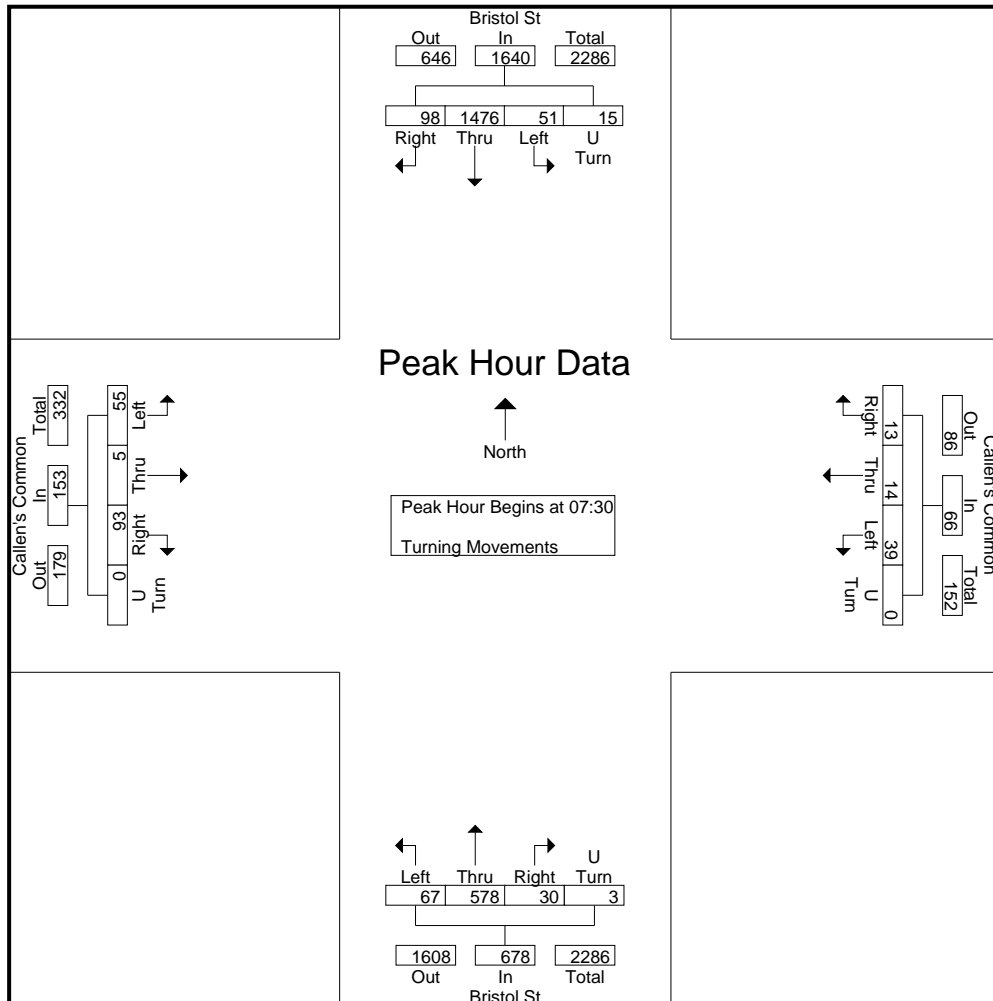 Bristol St
Out In Total
646 1640 2286
98 1476 51 15
Right Thru Left U
Turn
Peak Hour Data
North
Peak Hour Begins at 07:30
Turning Movements
Callen's Common
Total In Out
332 153 179
55 5 93 0
Left Thru Right U
Turn
Callen's Common
Out In Total
86 66 152
13 14 39 0
Right Thru Left U
Turn
U
Left Thru Right Turn
67 578 30 3
1608 678 2286
Out In Total
Bristol St